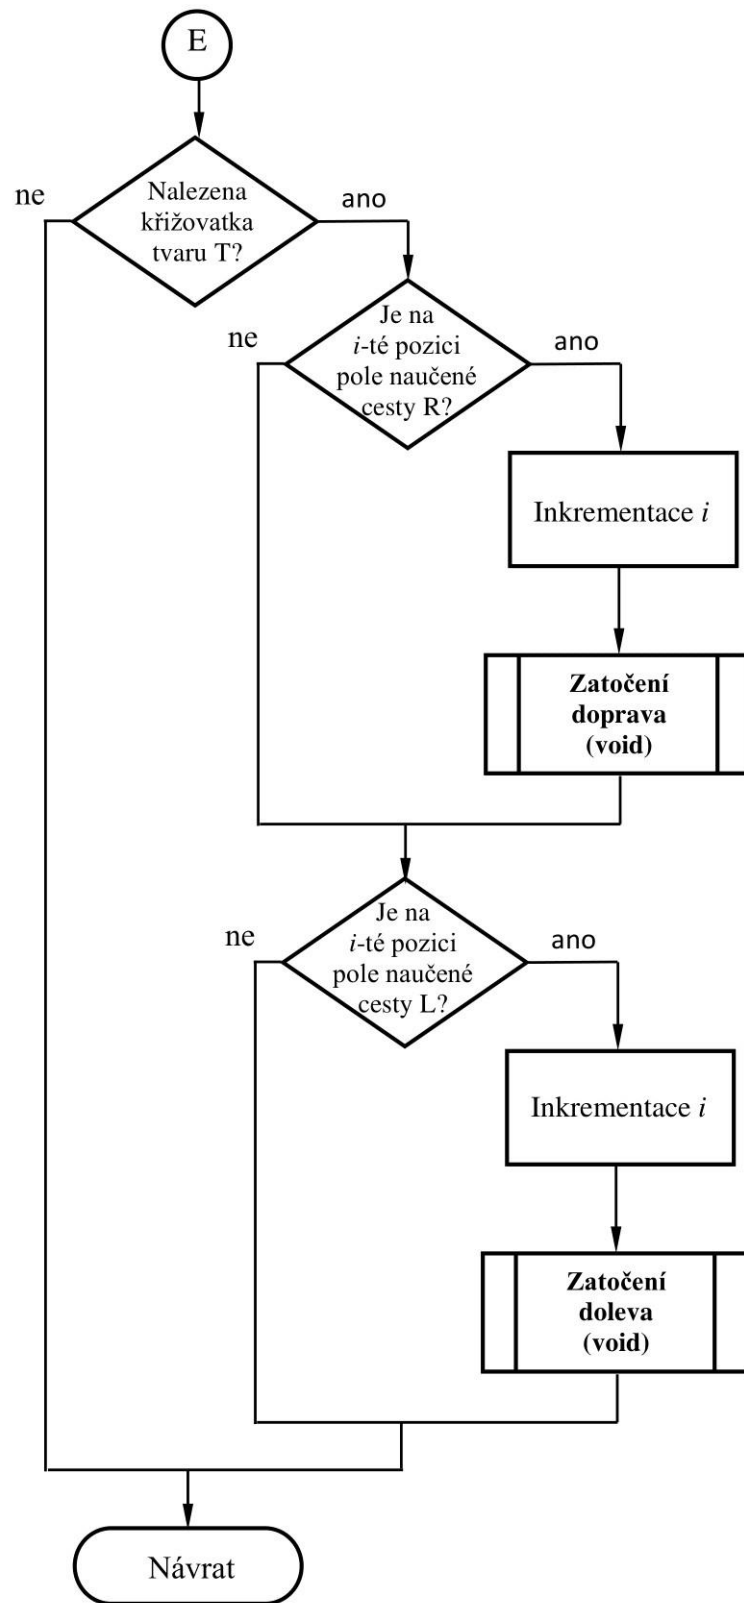 E
ne
Nalezena
křižovatka
tvaru T?
ano
ne
Je na
i-té pozici
pole naučené
cesty R?
ano
Inkrementace i
Zatočení
doprava
(void)
ne
Je na
i-té pozici
pole naučené
cesty L?
ano
Inkrementace i
Zatočení
doleva
(void)
Návrat